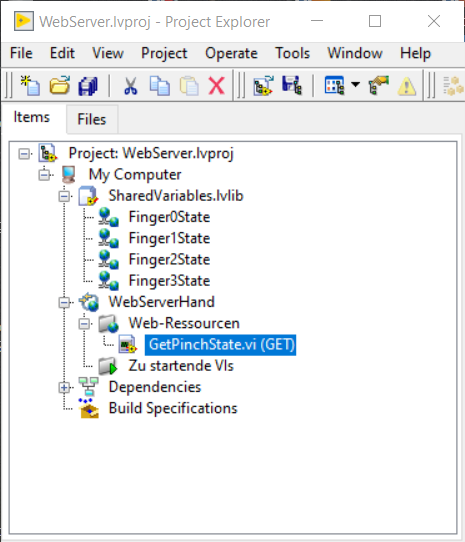 WebServer.lvproj - Project Explorer
File Edit View Project Operate Tools Window Help
Items Files
Project: WebServer.lvproj
My Computer
SharedVariables.lvlib
Finger0State
Finger1State
Finger2State
Finger3State
WebServerHand
Web-Ressourcen
GetPinchState.vi (GET)
Zu startende VIs
Dependencies
Build Specifications